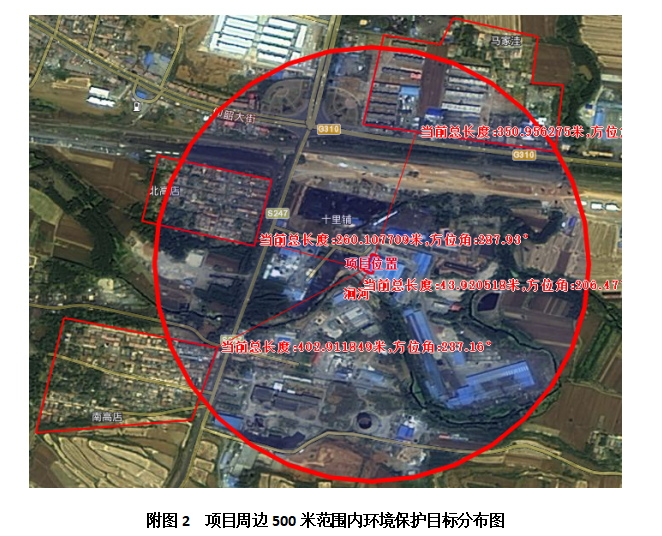 马家洼
韶大街
G310
当前总长度:350.956275米,方位
G310
北高店
S247
十里铺
当前总长度:260.107709米,方位角:287.93°
项目位置
当前总长度:43.920518米,方位角:206.47
涧河
当前总长度:402.911849米,方位角:237.16°
南高店
附图 2 项目周边 500 米范围内环境保护目标分布图